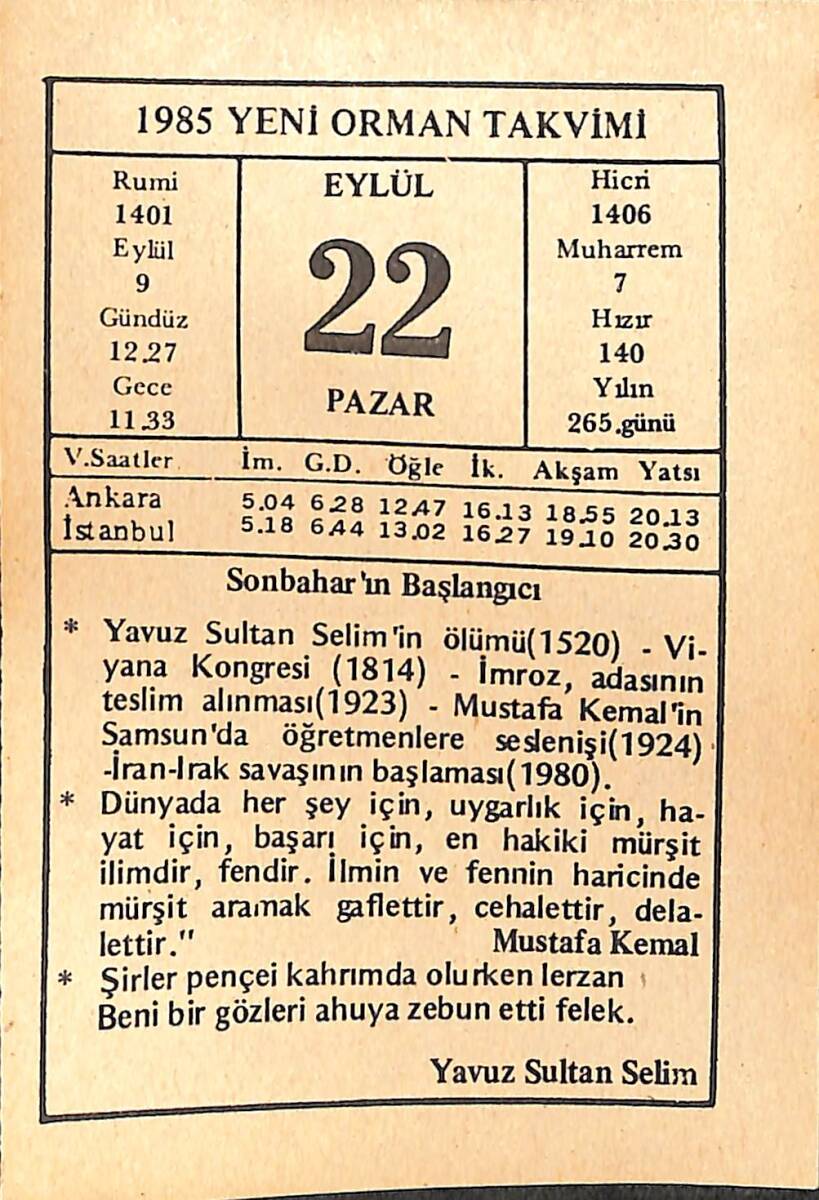 1985 YENİ ORMAN TAKVİMİ
Rumi
1401
Eylül
9
Gündüz
12.27
Gece
11.33
EYLÜL
22
PAZAR
Hicri
1406
Muharrem
7
Hızır
140
Yılın
265.günü
V.Saatler İm. G.D. Öğle İk. Akşam Yatsı
Ankara 5.04 6.28 12.47 16.13 18.55 20.13
İstanbul 5.18 6.44 13.02 16.27 19.10 20.30
Sonbahar'ın Başlangıcı
* Yavuz Sultan Selim'in ölümü(1520) - Vi-
yana Kongresi (1814) - İmroz, adasının
teslim alınması(1923) - Mustafa Kemal'in
Samsun'da öğretmenlere seslenişi(1924)
-İran-Irak savaşının başlaması(1980).
* Dünyada her şey için, uygarlık için, ha-
yat için, başarı için, en hakiki mürşit
ilimdir, fendir. İlmin ve fennin haricinde
mürşit aramak gaflettir, cehalettir, dela-
lettir." Mustafa Kemal
* Şirler pençei kahrımda olurken lerzan
Beni bir gözleri ahuya zebun etti felek.
Yavuz Sultan Selim